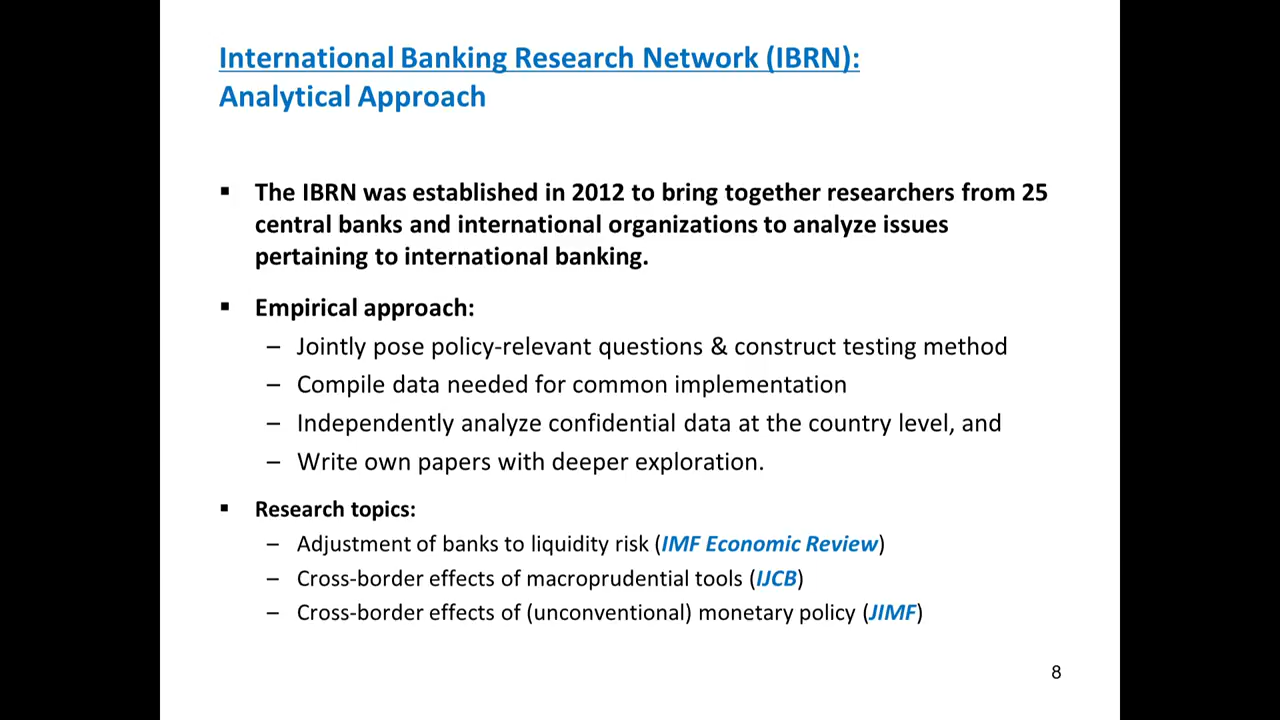 International Banking Research Network (IBRN):
Analytical Approach
▪ The IBRN was established in 2012 to bring together researchers from 25
central banks and international organizations to analyze issues
pertaining to international banking.
▪ Empirical approach:
– Jointly pose policy-relevant questions & construct testing method
– Compile data needed for common implementation
– Independently analyze confidential data at the country level, and
– Write own papers with deeper exploration.
▪ Research topics:
– Adjustment of banks to liquidity risk (IMF Economic Review)
– Cross-border effects of macroprudential tools (IJCB)
– Cross-border effects of (unconventional) monetary policy (JIMF)
8